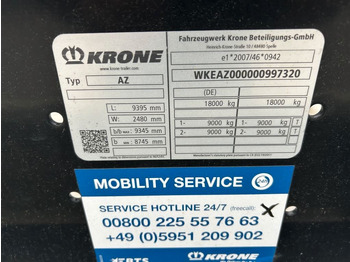 KRONE
www.krone-trailer.com
Fahrzeugwerk Krone Beteiligungs-GmbH
Heinrich-Krone-Straße 10 / 48480 Spelle
e1*2007/46*0942
Typ AZ
WKEAZ000000997320
(DE)
L: 9395 mm
18000 kg 18000 kg
W: 2480 mm
b/b max: 9345 mm
1- 9000 kg 1- 9000 kg
b min: 8745 mm
2- 9000 kg 2- 9000 kg
T
MOBILITY SERVICE
24
SERVICE HOTLINE 24/7 (freecall):
00800 225 55 76 63
+49 (0)5951 209 902
KRONE